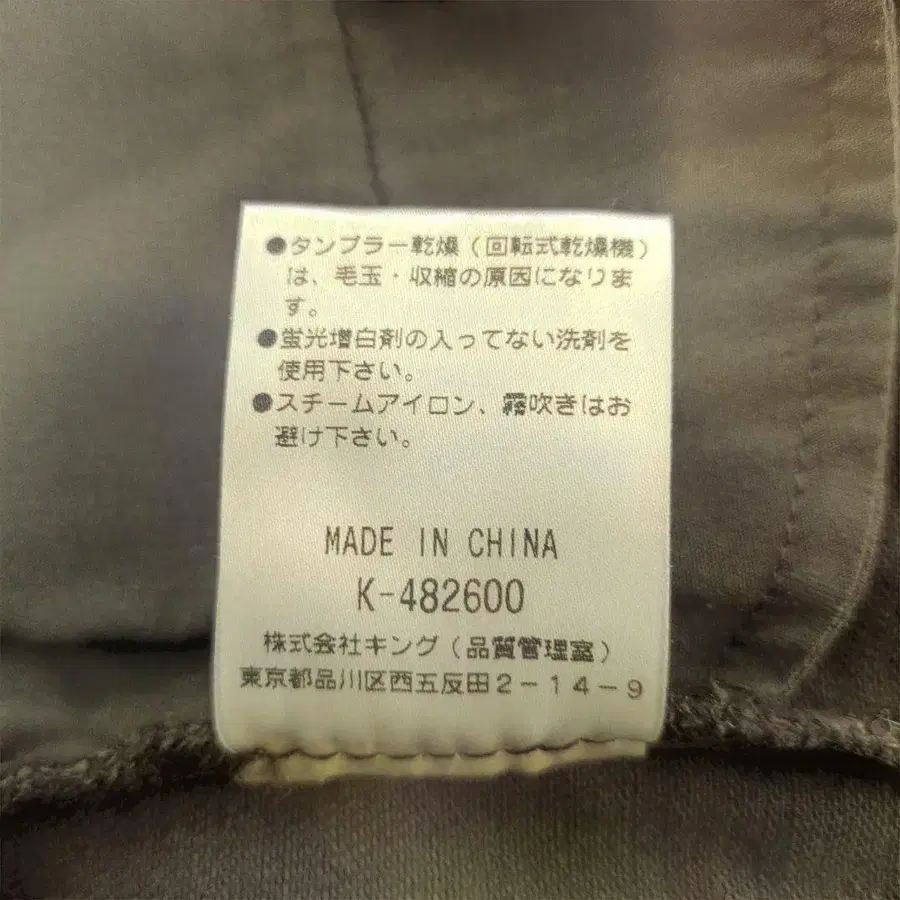 ●タンブラー乾燥(回転式乾燥機)
は、毛玉・収縮の原因になりま
す。
●蛍光増白剤の入ってない洗剤を
使用下さい。
●スチームアイロン、霧吹きはお
避け下さい。
MADE IN CHINA
K-482600
株式会社キング(品質管理室)
東京都品川区西五反田2-14-9